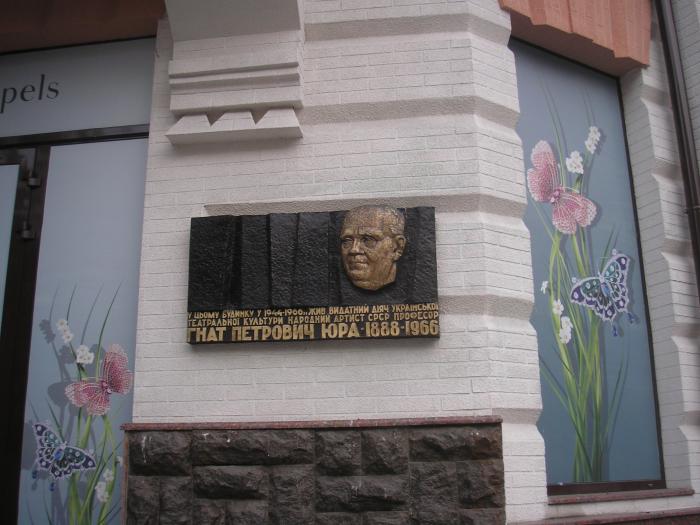 pels
У ЦЬОМУ БУДИНКУ У 1944-1966р. ЖИВ ВИДАТНИЙ ДІЯЧ УКРАЇНСЬКОЇ
ТЕАТРАЛЬНОЇ КУЛЬТУРИ НАРОДНИЙ АРТИСТ СРСР ПРОФЕСОР
ГНАТ ПЕТРОВИЧ ЮРА·1888-1966